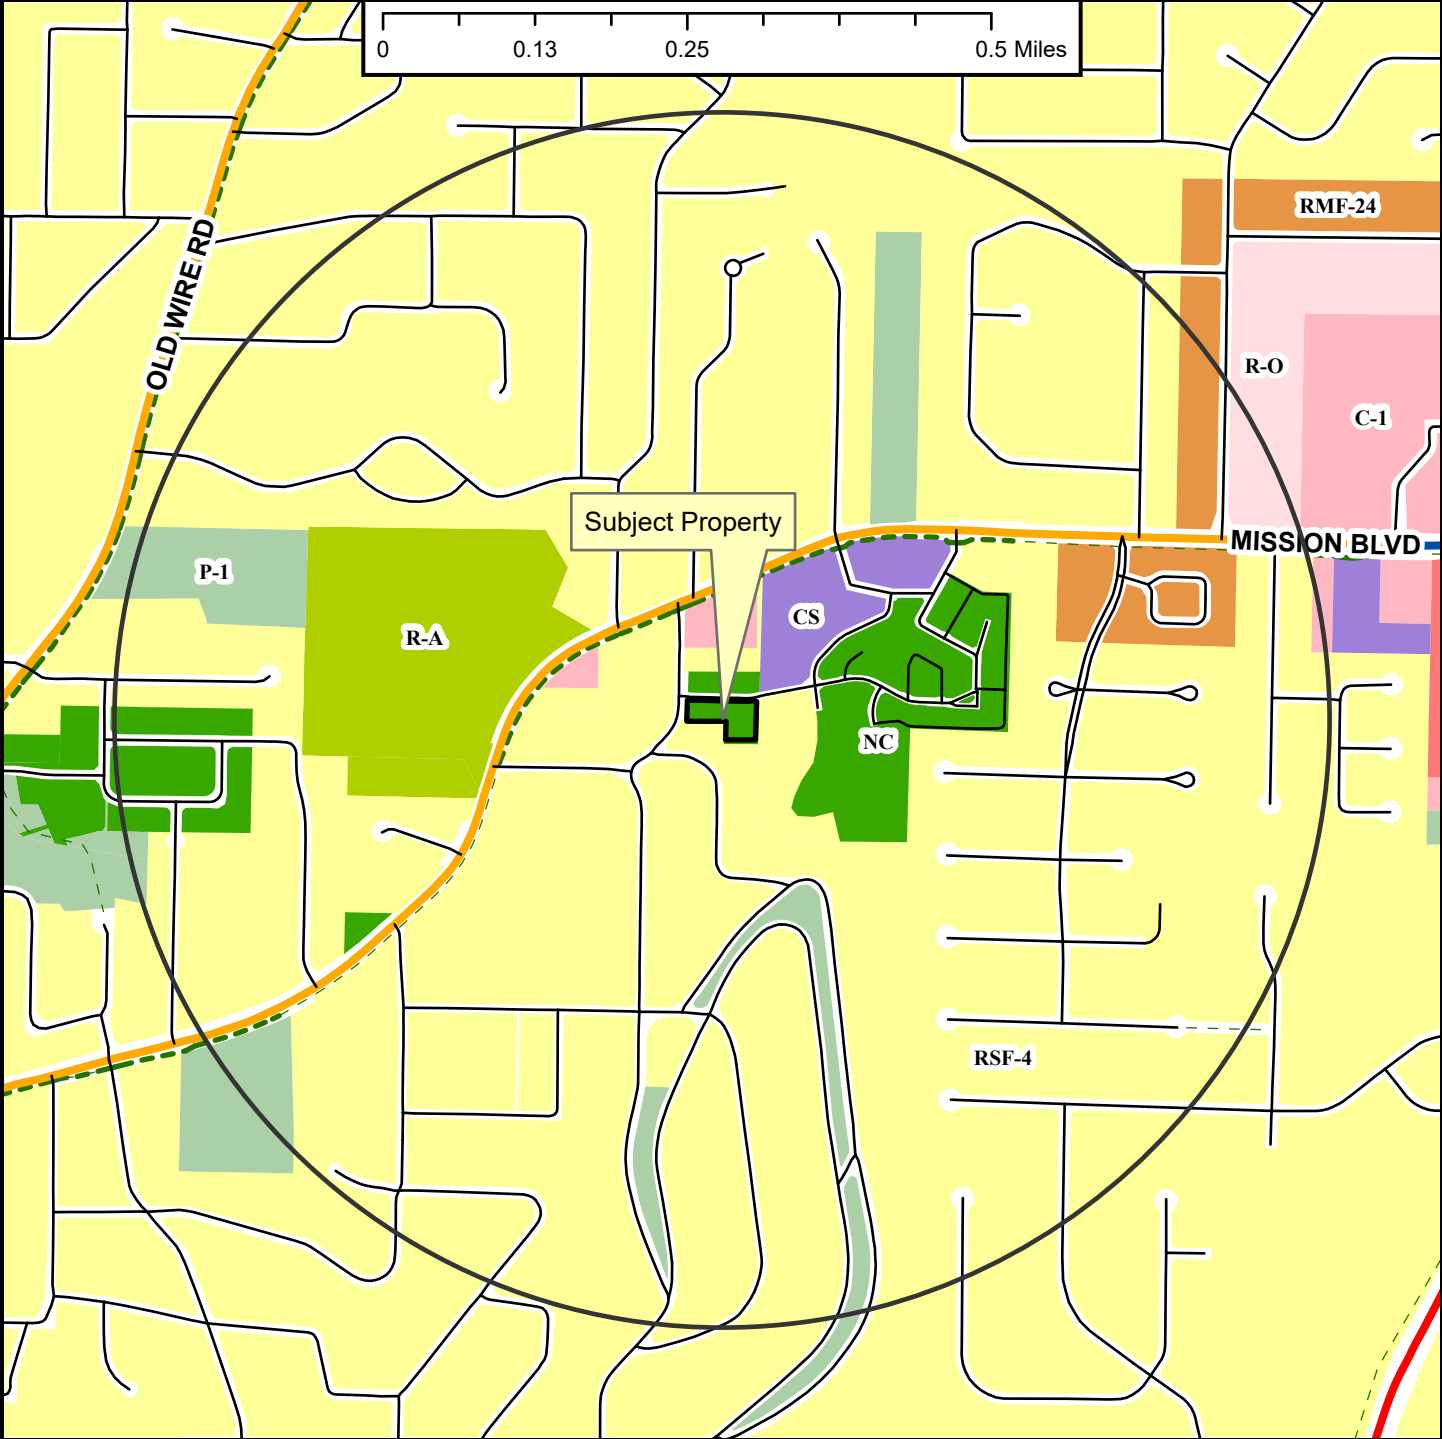 0 0.13 0.25 0.5 Miles
RMF-24
OLD WIRE RD
R-O
C-1
Subject Property
MISSION BLVD
P-1
CS
R-A
NC
RSF-4